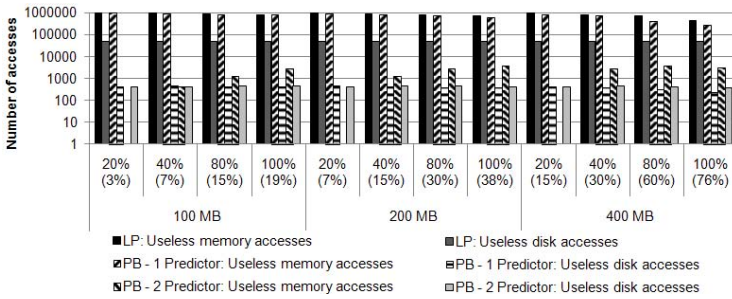 Number of accesses
1000000
100000
10000
1000
100
10
1
20% 40% 80% 100% 20% 40% 80% 100% 20% 40% 80% 100%
(3%) (7%) (15%) (19%) (7%) (15%) (30%) (38%) (15%) (30%) (60%) (76%)
100 MB 200 MB 400 MB
LP: Useless memory accesses LP: Useless disk accesses
PB - 1 Predictor: Useless memory accesses PB - 1 Predictor: Useless disk accesses
PB - 2 Predictor: Useless memory accesses PB - 2 Predictor: Useless disk accesses